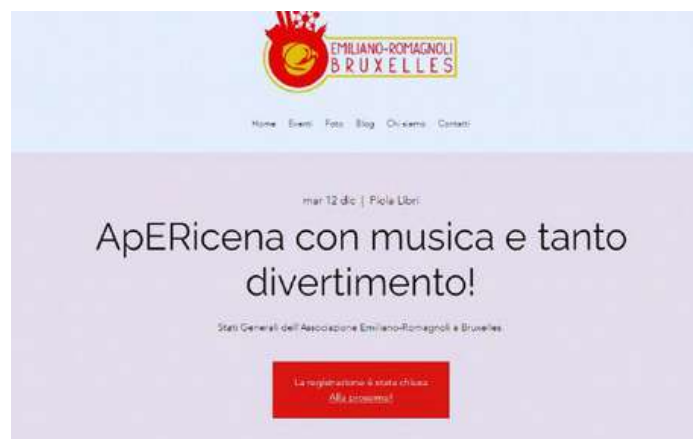 EMILIANO-ROMAGNOLI
BRUXELLES
Home Eventi Foto Blog Chi siamo Contatti
mar 12 dic | Piola Libri
ApERicena con musica e tanto
divertimento!
Stati Generali dell'Associazione Emiliano-Romagnoli a Bruxelles
La registrazione è stata chiusa
Alla prossima!